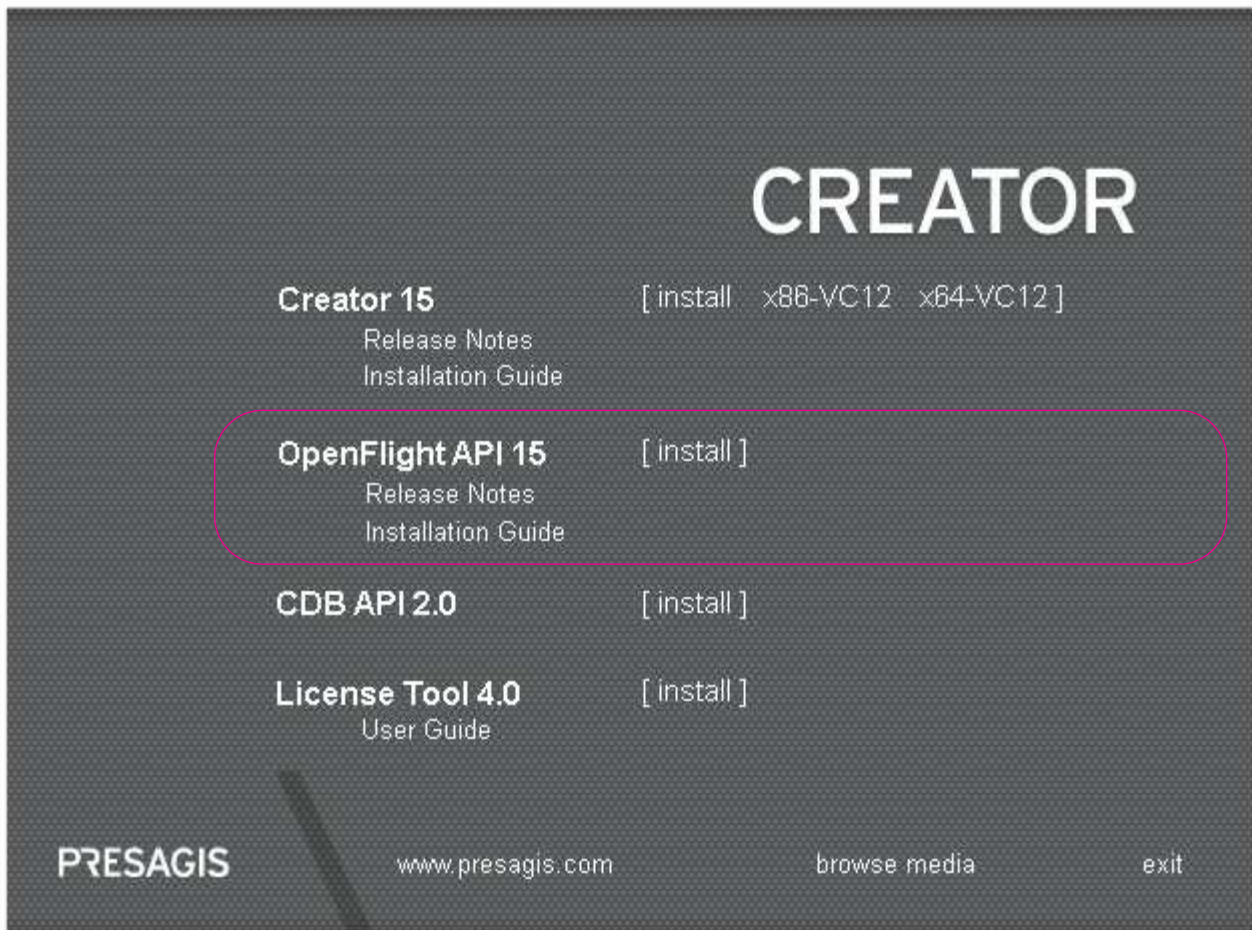 CREATOR
Creator 15 [ install x86-VC12 x64-VC12 ]
Release Notes
Installation Guide
OpenFlight API 15 [ install ]
Release Notes
Installation Guide
CDB API 2.0 [ install ]
License Tool 4.0 [ install ]
User Guide
PRESAGIS www.presagis.com browse media exit